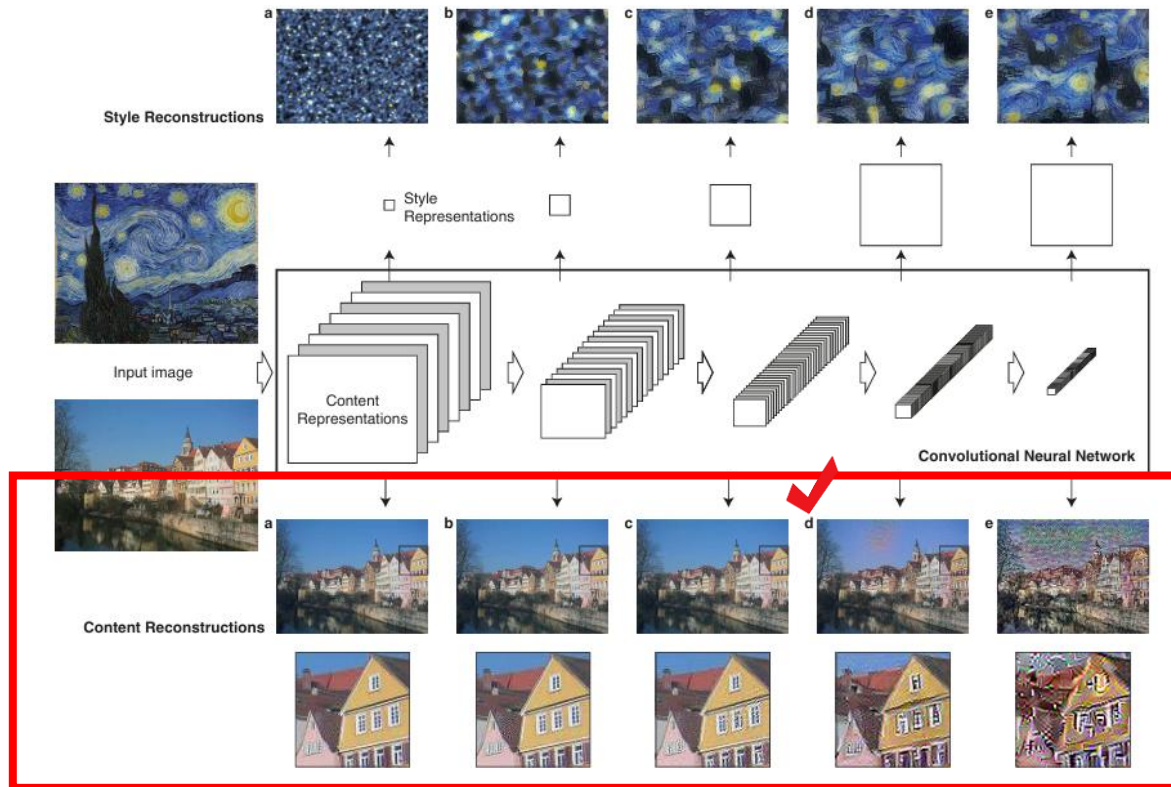 a b c d e
Style Reconstructions
Style
Representations
Input image
Content
Representations
Convolutional Neural Network
a b c d e
Content Reconstructions